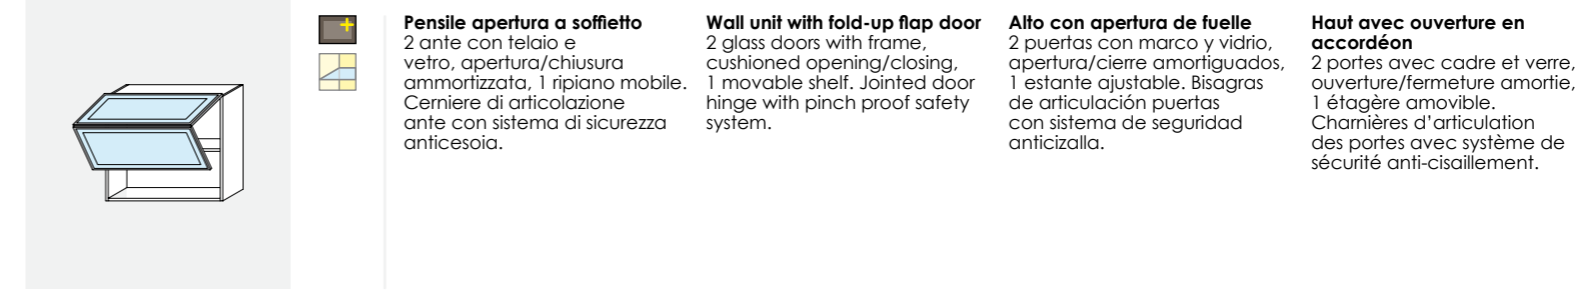 Pensile apertura a soffietto
2 ante con telaio e
vetro, apertura/chiusura
ammortizzata, 1 ripiano mobile.
Cerniere di articolazione
ante con sistema di sicurezza
anticesoia.
Wall unit with fold-up flap door
2 glass doors with frame,
cushioned opening/closing,
1 movable shelf. Jointed door
hinge with pinch proof safety
system.
Alto con apertura de fuelle
2 puertas con marco y vidrio,
apertura/cierre amortiguados,
1 estante ajustable. Bisagras
de articulación puertas
con sistema de seguridad
anticizalla.
Haut avec ouverture en
accordéon
2 portes avec cadre et verre,
ouverture/fermeture amortie,
1 étagère amovible.
Charnières d'articulation
des portes avec système de
sécurité anti-cisaillement.